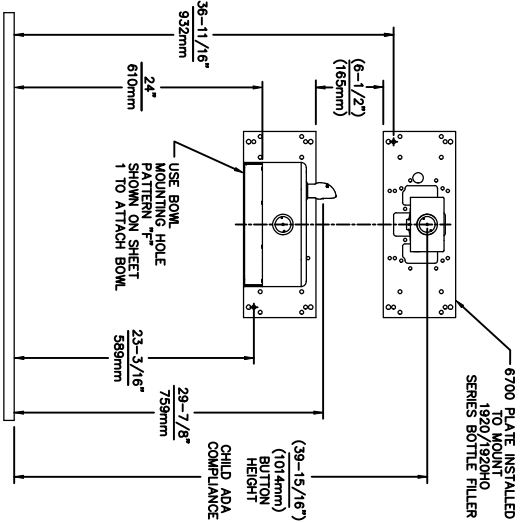 6700 PLATE INSTALLED
TO MOUNT
1920/1920HO
SERIES BOTTLE FILLER
36-11/16"
932mm
(6-1/2")
(165mm)
24"
610mm
USE BOWL
MOUNTING HOLE
PATTERN "F"
SHOWN ON SHEET
1 TO ATTACH BOWL
23-3/16"
589mm
29-7/8"
759mm
(39-15/16")
(1014mm)
BUTTON
HEIGHT
CHILD ADA
COMPLIANCE